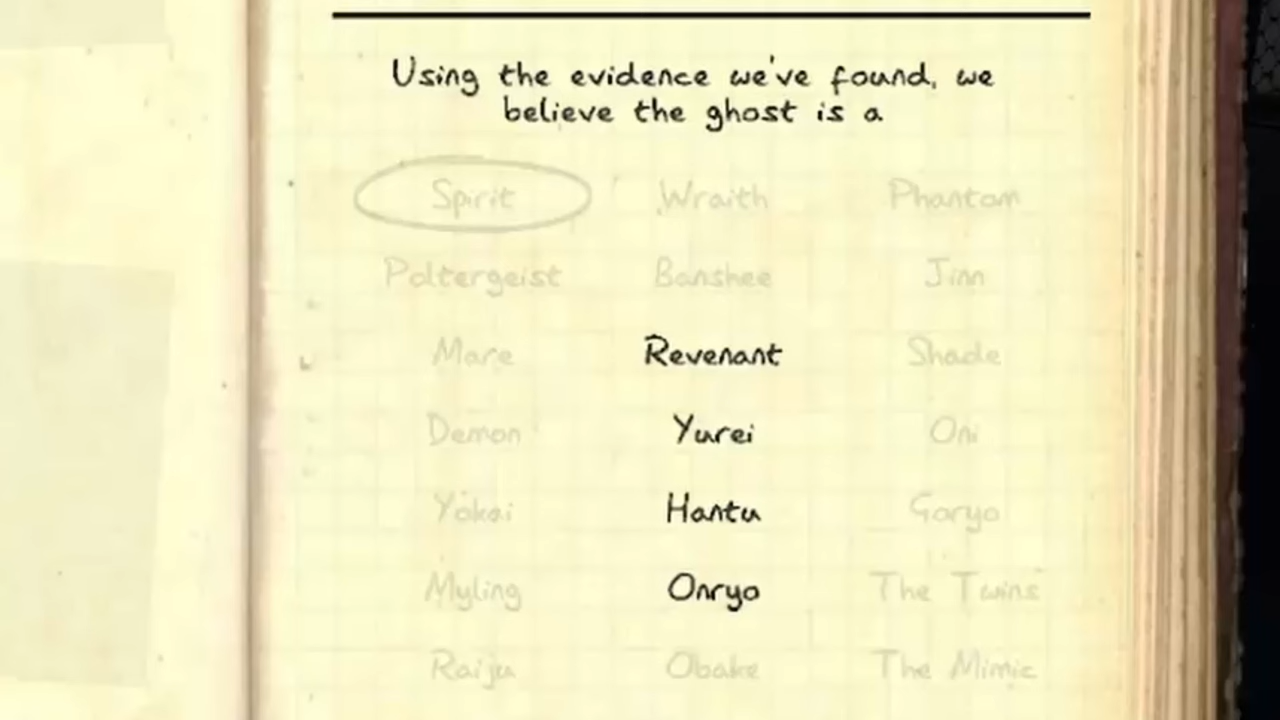 Using the evidence we've found, we
believe the ghost is a
Spirit Wraith Phantom
Poltergeist Banshee Jinn
Mare Revenant Shade
Demon Yurei Oni
Yokai Hantu Goryo
Myling Onryo The Twins
Raiju Obake The Mimic